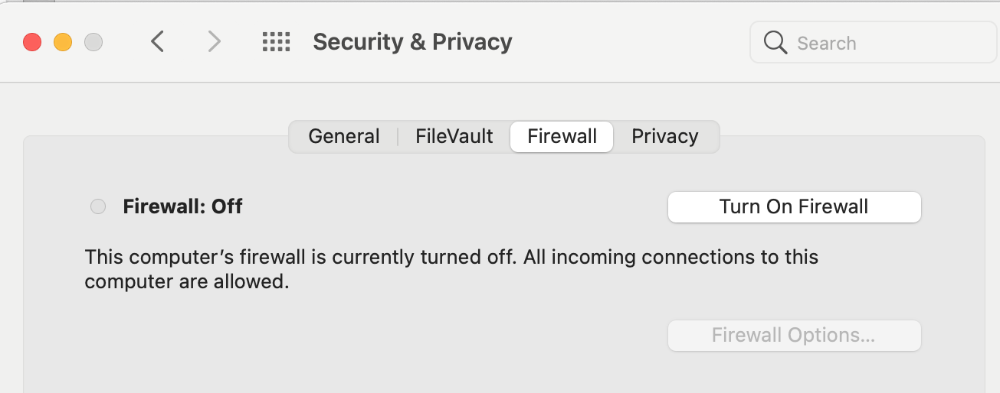 Security & Privacy
Search
General
FileVault
Firewall
Privacy
Firewall: Off
Turn On Firewall
This computer’s firewall is currently turned off. All incoming connections to this
computer are allowed.
Firewall Options...